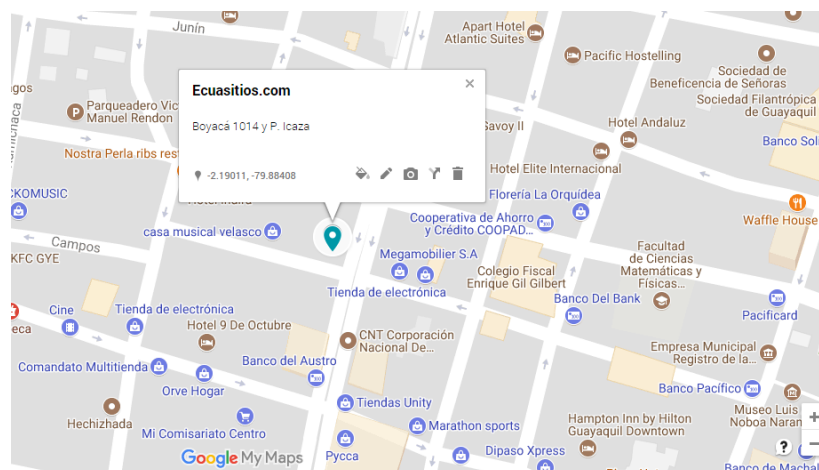 Junín
Apart Hotel
Atlantic Suites
Pacific Hostelling
Sociedad de
Beneficencia de Señoras
Sociedad Filantrópica
de Guayaquil
Ecuasitios.com
Boyacá 1014 y P. Icaza
-2.19011, -79.88408
Parqueadero Vic
Manuel Rendon
Savoy II
Hotel Andaluz
Banco Sol
Nostra Perla ribs rest
Hotel Elite Internacional
CKOMUSIC
Florería La Orquídea
Cooperativa de Ahorro
y Crédito COOPAD...
Waffle House
casa musical velasco
Campos
KFC GYE
Megamobilier S.A
Colegio Fiscal
Enrique Gil Gilbert
Facultad
de Ciencias
Matemáticas y
Físicas...
Tienda de electrónica
Banco Del Bank
Pacificard
Cine
Tienda de electrónica
Hotel 9 De Octubre
CNT Corporación
Nacional De...
Empresa Municipal
Registro de la...
Comandato Multitienda
Banco del Austro
Orve Hogar
Banco Pacífico
Tiendas Unity
Hechizhada
Mi Comisariato Centro
Marathon sports
Hampton Inn by Hilton
Guayaquil Downtown
Museo Luis
Noboa Naran
Google My Maps
Pycca
Dipaso Xpress
Banco de Machal